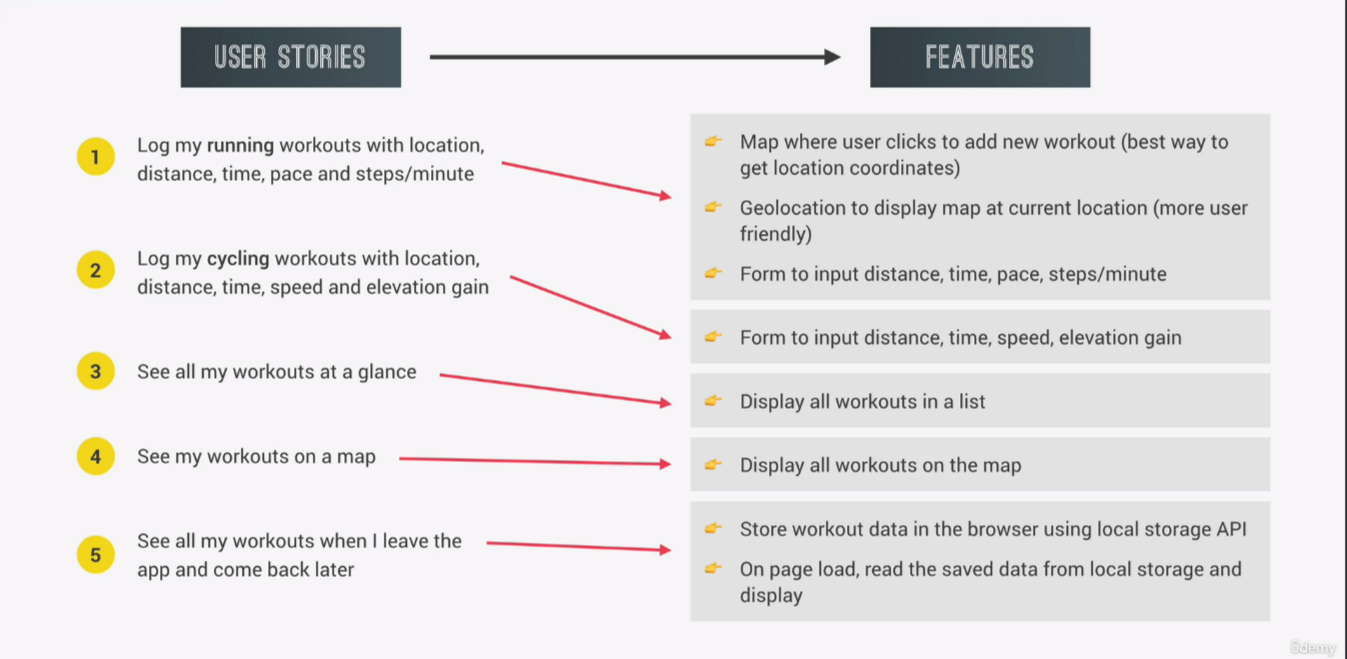 USER STORIES
FEATURES
1
Log my running workouts with location,
distance, time, pace and steps/minute
2
Log my cycling workouts with location,
distance, time, speed and elevation gain
3
See all my workouts at a glance
4
See my workouts on a map
5
See all my workouts when I leave the
app and come back later
Map where user clicks to add new workout (best way to
get location coordinates)
Geolocation to display map at current location (more user
friendly)
Form to input distance, time, pace, steps/minute
Form to input distance, time, speed, elevation gain
Display all workouts in a list
Display all workouts on the map
Store workout data in the browser using local storage API
On page load, read the saved data from local storage and
display
ûdemy